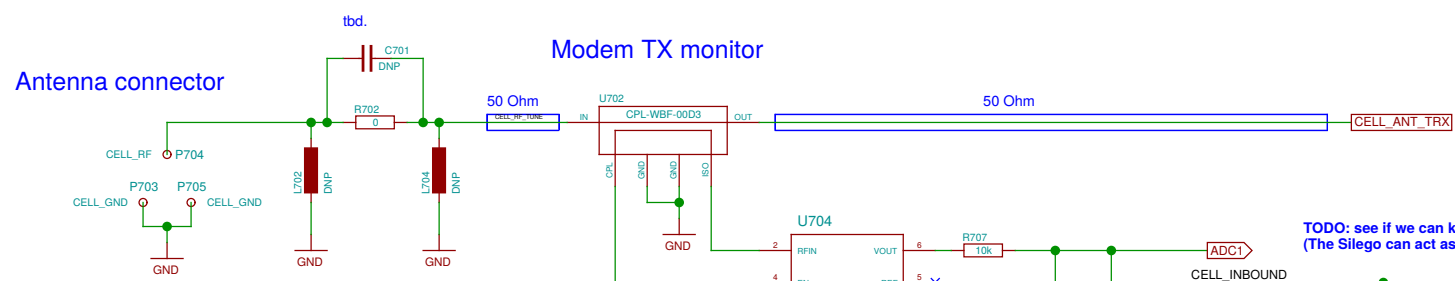 tbd.
C701
DNP
Modem TX monitor
Antenna connector
50 Ohm
U702
50 Ohm
R702
0
CELL_RF_TUNE
IN
CPL-WBF-00D3
OUT
CELL_ANT_TRX
CELL_RF
P704
L702
DNP
L704
DNP
CPL
GND
GND
ISO
P703
P705
CELL_GND
CELL_GND
U704
GND
GND
GND
GND
2
RFIN
VOUT
6
R707
10k
ADC1
TODO: see if we can k
(The Silego can act as
4
5
CELL_INBOUND